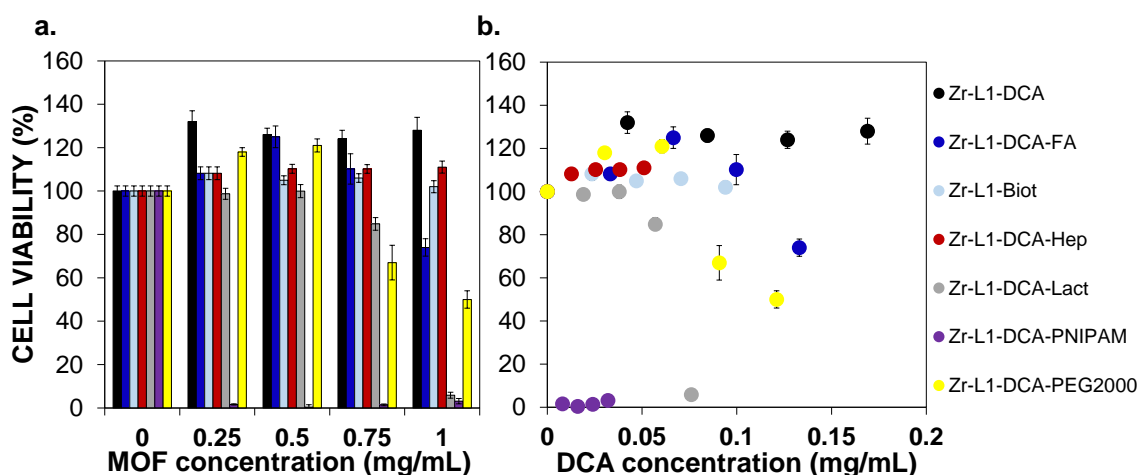 a.
160
140
120
100
80
60
40
20
0
CELL VIABILITY (%)
0 0.25 0.5 0.75 1
MOF concentration (mg/mL)
b.
160
140
120
100
80
60
40
20
0
0 0.05 0.1 0.15 0.2
DCA concentration (mg/mL)
Zr-L1-DCA
Zr-L1-DCA-FA
Zr-L1-Biot
Zr-L1-DCA-Hep
Zr-L1-DCA-Lact
Zr-L1-DCA-PNIPAM
Zr-L1-DCA-PEG2000